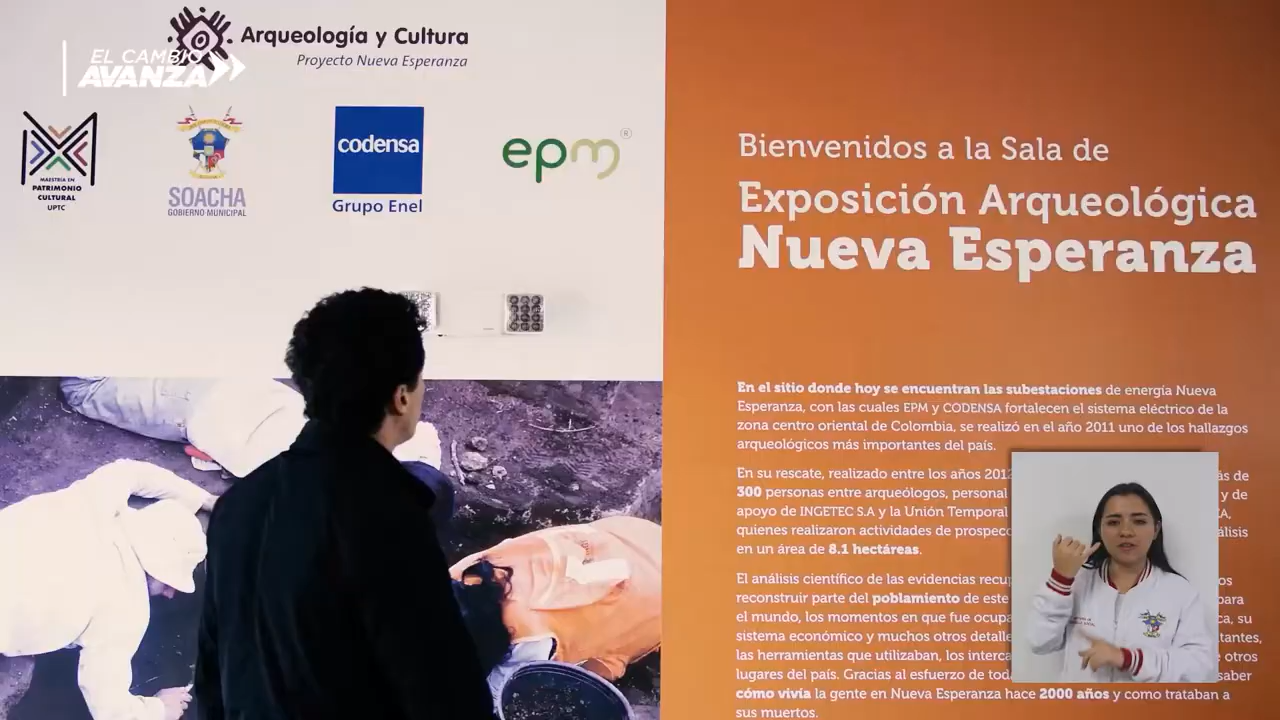 Arqueología y Cultura
Proyecto Nueva Esperanza
EL CAMBIO
AVANZA
MAESTRÍA EN
PATRIMONIO
CULTURAL
UPTC
SOACHA
GOBIERNO MUNICIPAL
codensa
Grupo Enel
epm®
Bienvenidos a la Sala de
Exposición Arqueológica
Nueva Esperanza
En el sitio donde hoy se encuentran las subestaciones de energía Nueva
Esperanza, con las cuales EPM y CODENSA fortalecen el sistema eléctrico de la
zona centro oriental de Colombia, se realizó en el año 2011 uno de los hallazgos
arqueológicos más importantes del país.
En su rescate, realizado entre los años de
300 personas entre arqueólogos, personal y de
apoyo de INGETEC S.A y la Unión Temporal
quienes realizaron actividades de
en un área de 8.1 hectáreas.
El análisis científico de las evidencias
reconstruir parte del poblamiento de este para
el mundo, los momentos en que fue su
sistema económico y muchos otros
las herramientas que utilizaban, los otros
lugares del país. Gracias al esfuerzo de saber
cómo vivía la gente en Nueva Esperanza hace 2000 años y como trataban a
sus muertos.